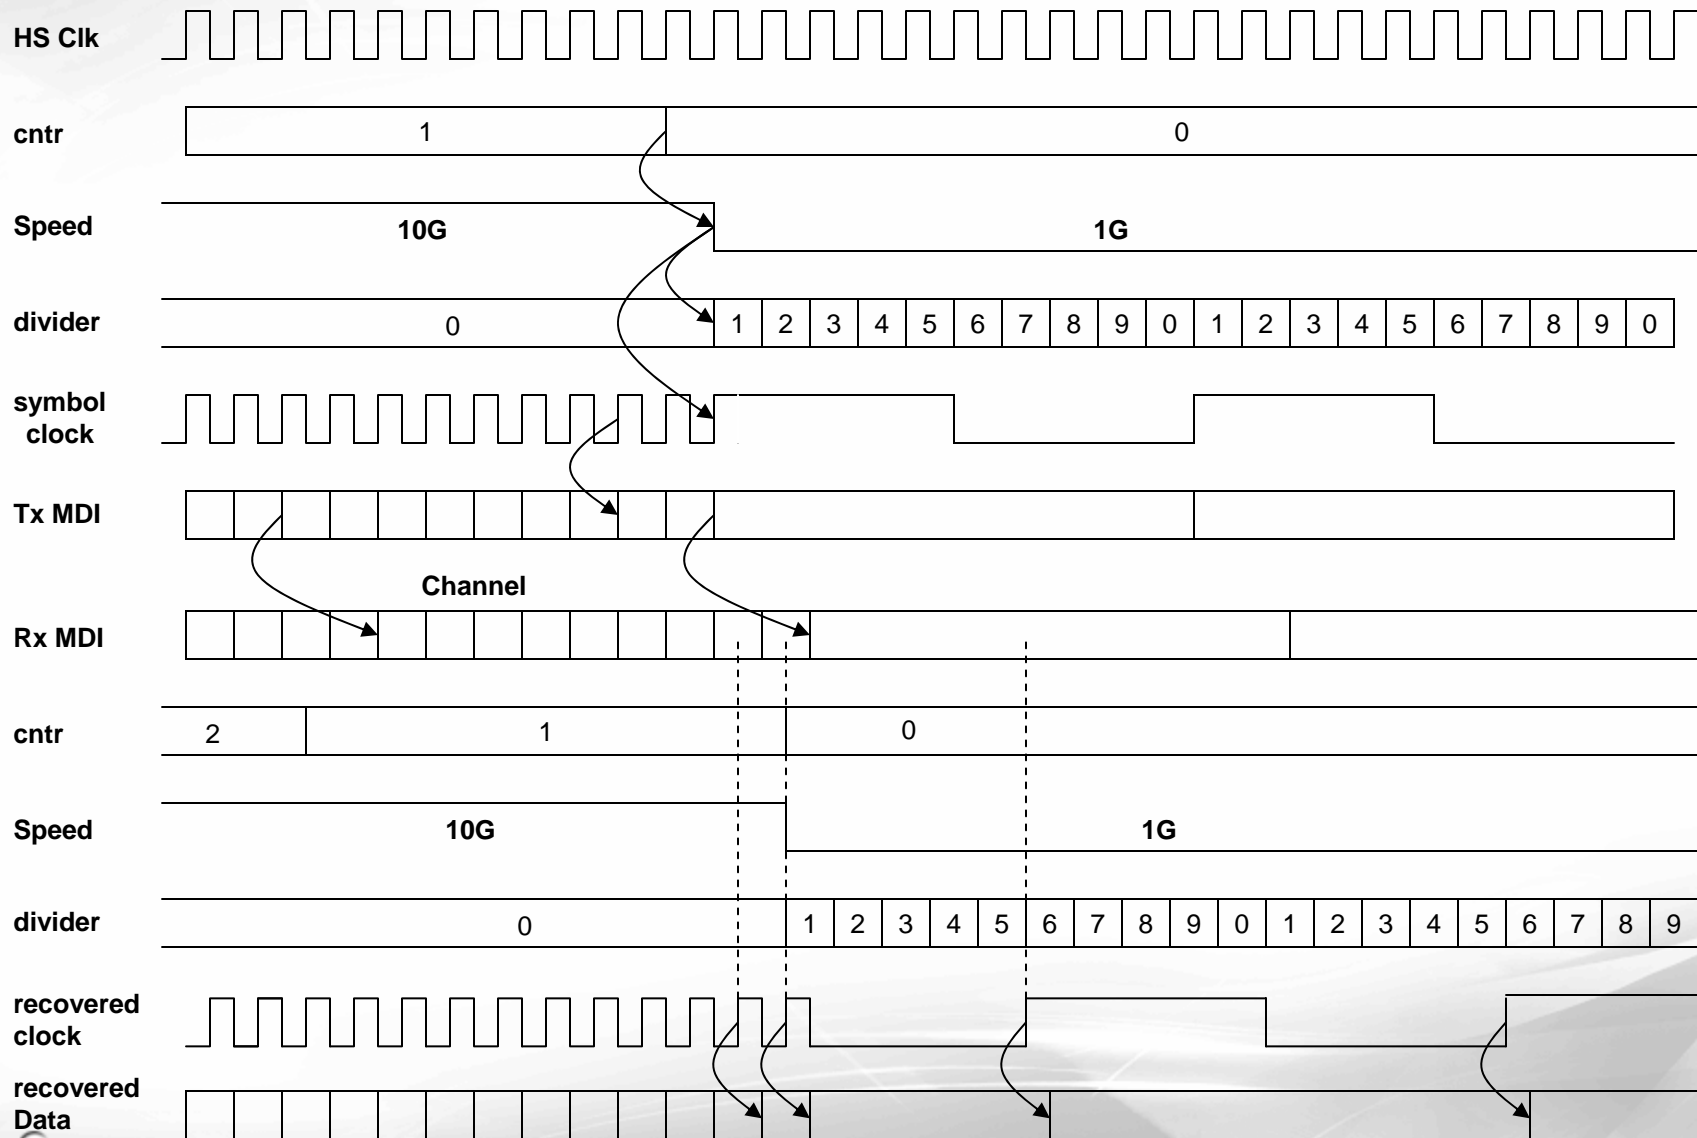 HS Clk
cntr
1
0
Speed
10G
1G
divider
0
1 2 3 4 5 6 7 8 9 0 1 2 3 4 5 6 7 8 9 0
symbol
clock
Tx MDI
Channel
Rx MDI
cntr
2
1
0
Speed
10G
1G
divider
0
1 2 3 4 5 6 7 8 9 0 1 2 3 4 5 6 7 8 9
recovered
clock
recovered
Data